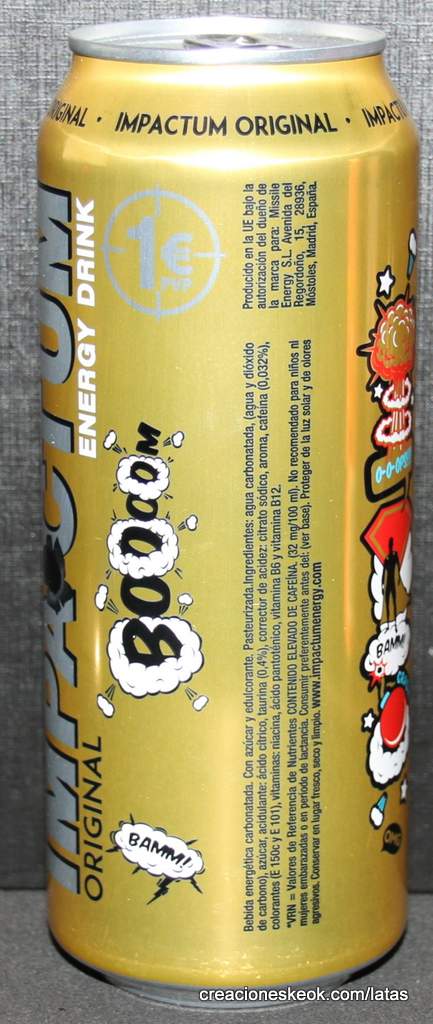 ORIGINAL • IMPACTUM ORIGINAL •
IMPACTUM
ENERGY DRINK
ORIGINAL
1€
BOOOOM
BAMM!
Producido en la UE bajo la
autorización del dueño de
la marca para: Missile
Energy S.L. Avenida del
Regordoño, 15, 28936,
Móstoles, Madrid, España.
Bebida energética carbonatada. Con azúcar y edulcorante. Pasteurizada.Ingredientes: agua carbonatada, (agua y dióxido
de carbono), azúcar, acidulante: ácido cítrico, taurina (0,4%), corrector de acidez: citrato sódico, aroma, cafeína (0,032%),
colorantes (E 150c y E 101), vitaminas: niacina, ácido pantoténico, vitamina B6 y vitamina B12.
*VRN = Valores de Referencia de Nutrientes CONTENIDO ELEVADO DE CAFEÍNA. (32 mg/100 ml). No recomendado para niños ni
mujeres embarazadas o en periodo de lactancia. Consumir preferentemente antes del: (ver base). Proteger de la luz solar y de olores
agresivos. Conservar en lugar fresco, seco y limpio. www.impactumenergy.com
O-O-OPS!
BAMM!
creacioneskeok.com/latas